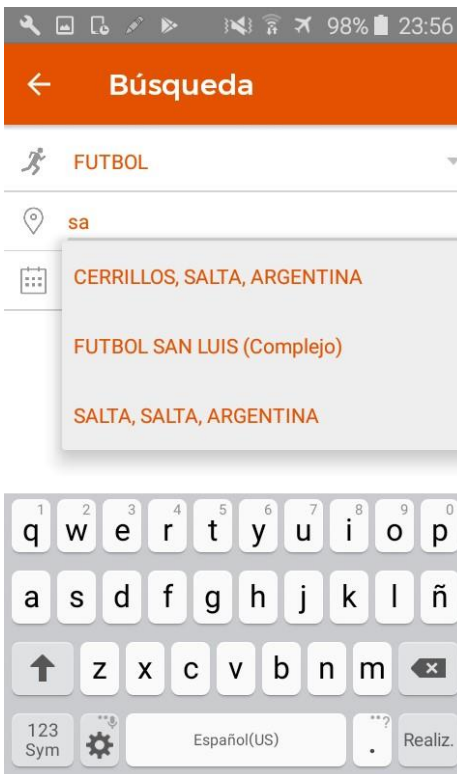 98% 23:56
Búsqueda
FUTBOL
sa
CERRILLOS, SALTA, ARGENTINA
FUTBOL SAN LUIS (Complejo)
SALTA, SALTA, ARGENTINA
1 2 3 4 5 6 7 8 9 0
q w e r t y u i o p
a s d f g h j k l ñ
z x c v b n m
123
Sym
Español(US)
. ?
Realiz.